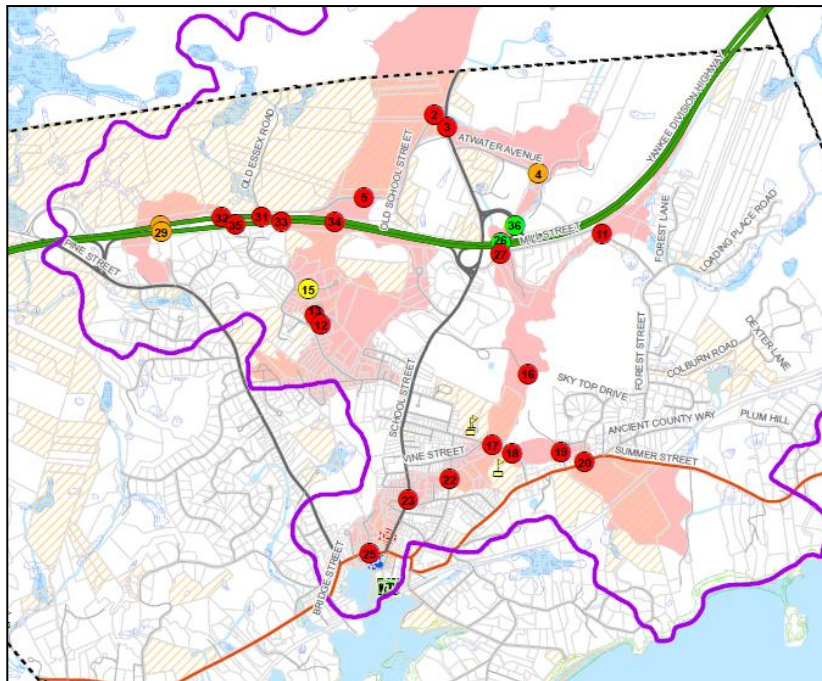 YANKEE DIVISION HIGHWAY
2
3
ATWATER AVENUE
4
OLD ESSEX ROAD
5
OLD SCHOOL STREET
32
31
35
33
34
29
36
26
27
MILL STREET
11
FOREST LANE
LOADING PLACE ROAD
PINE STREET
15
13
12
SCHOOL STREET
16
SKY TOP DRIVE
FOREST STREET
COLBURN ROAD
DEXTER LANE
ANCIENT COUNTY WAY
PLUM HILL
VINE STREET
17
18
19
20
SUMMER STREET
22
23
25
BRIDGE STREET